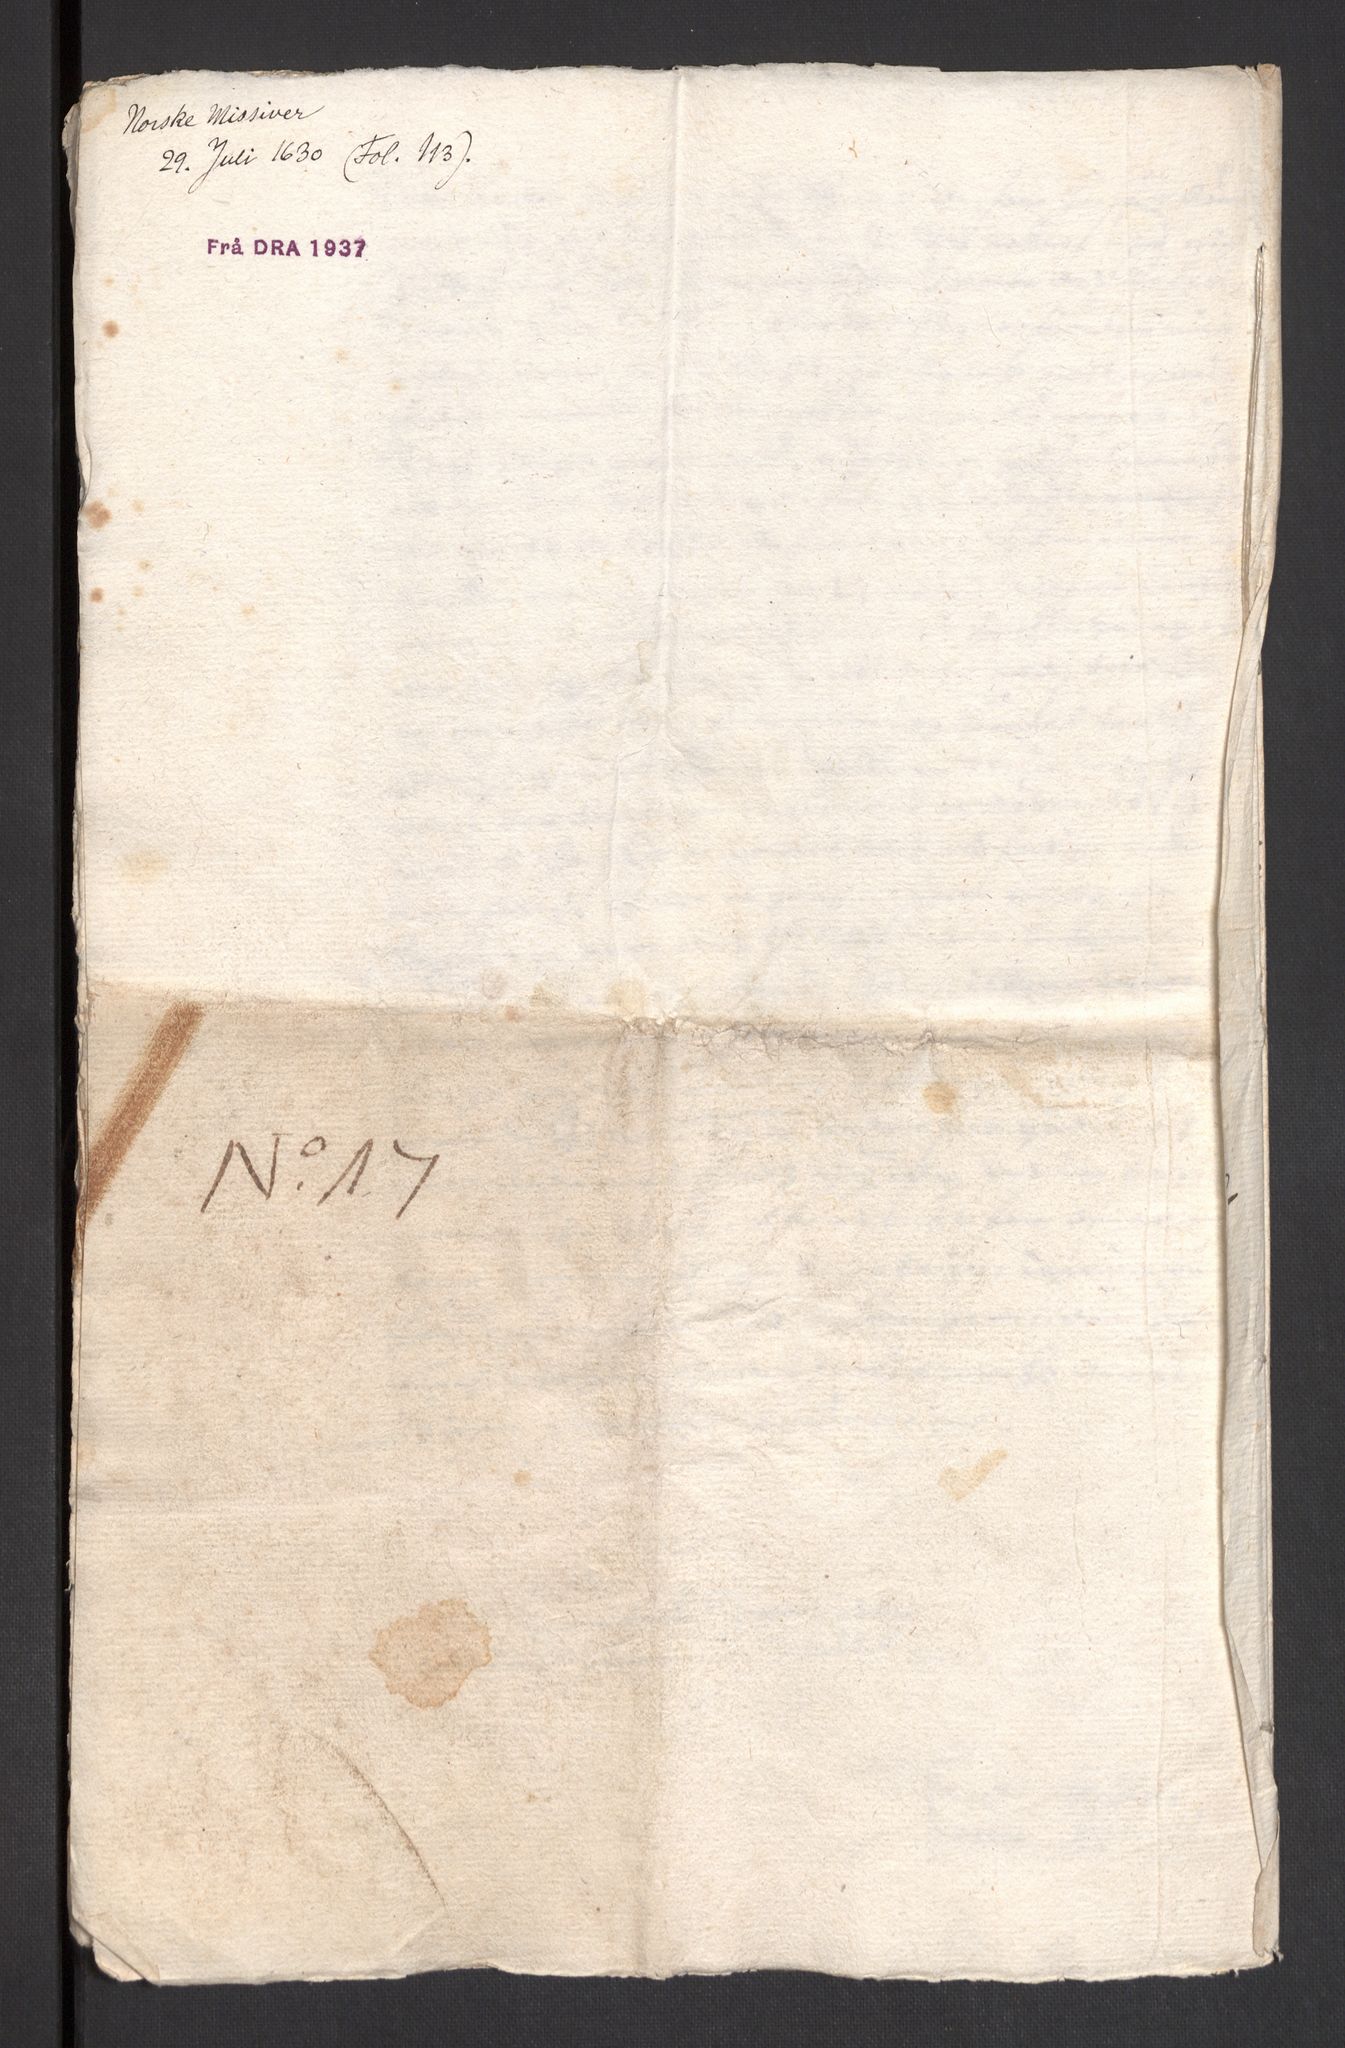 Norske Missiver
29. Juli 1630 (Fol. 113).
Frå DRA 1937
No. 17